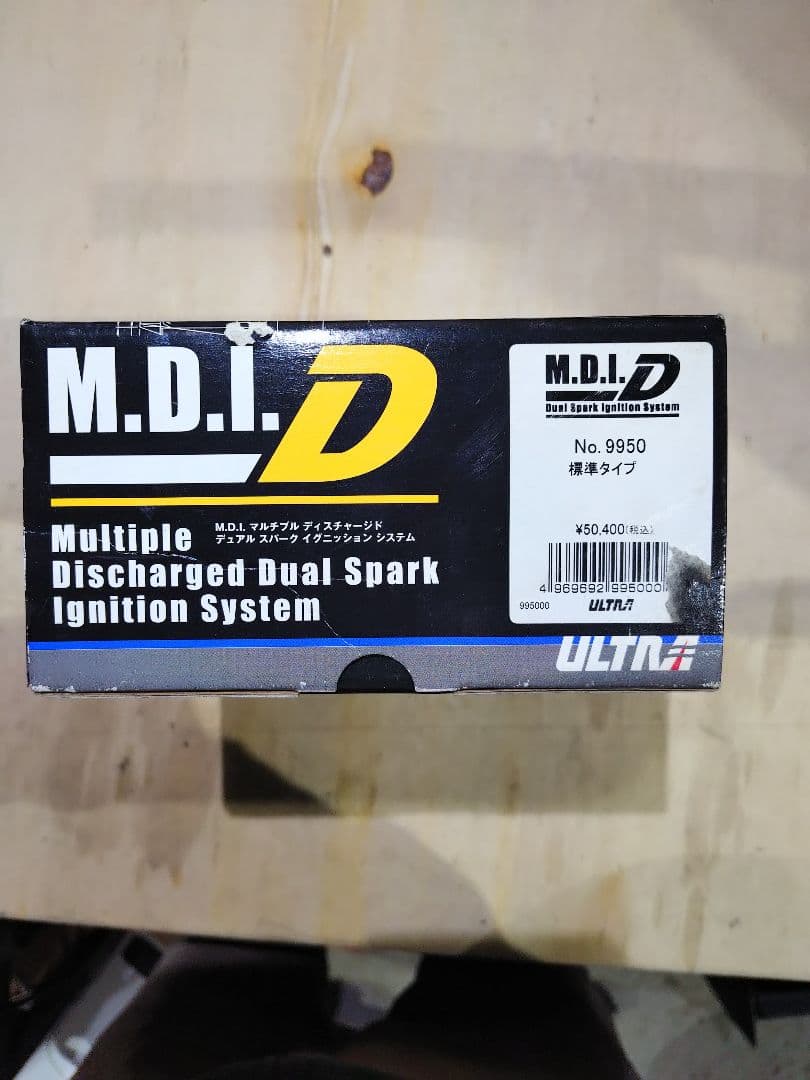 M.D.I.D
Multiple
M.D.I. マルチプル ディスチャージド
デュアル スパーク イグニッション システム
Discharged Dual Spark
Ignition System
ULTRA
M.D.I.D
Dual Spark Ignition System
No. 9950
標準タイプ
¥50,400(税込)
4 969692 995000
995000
ULTRA